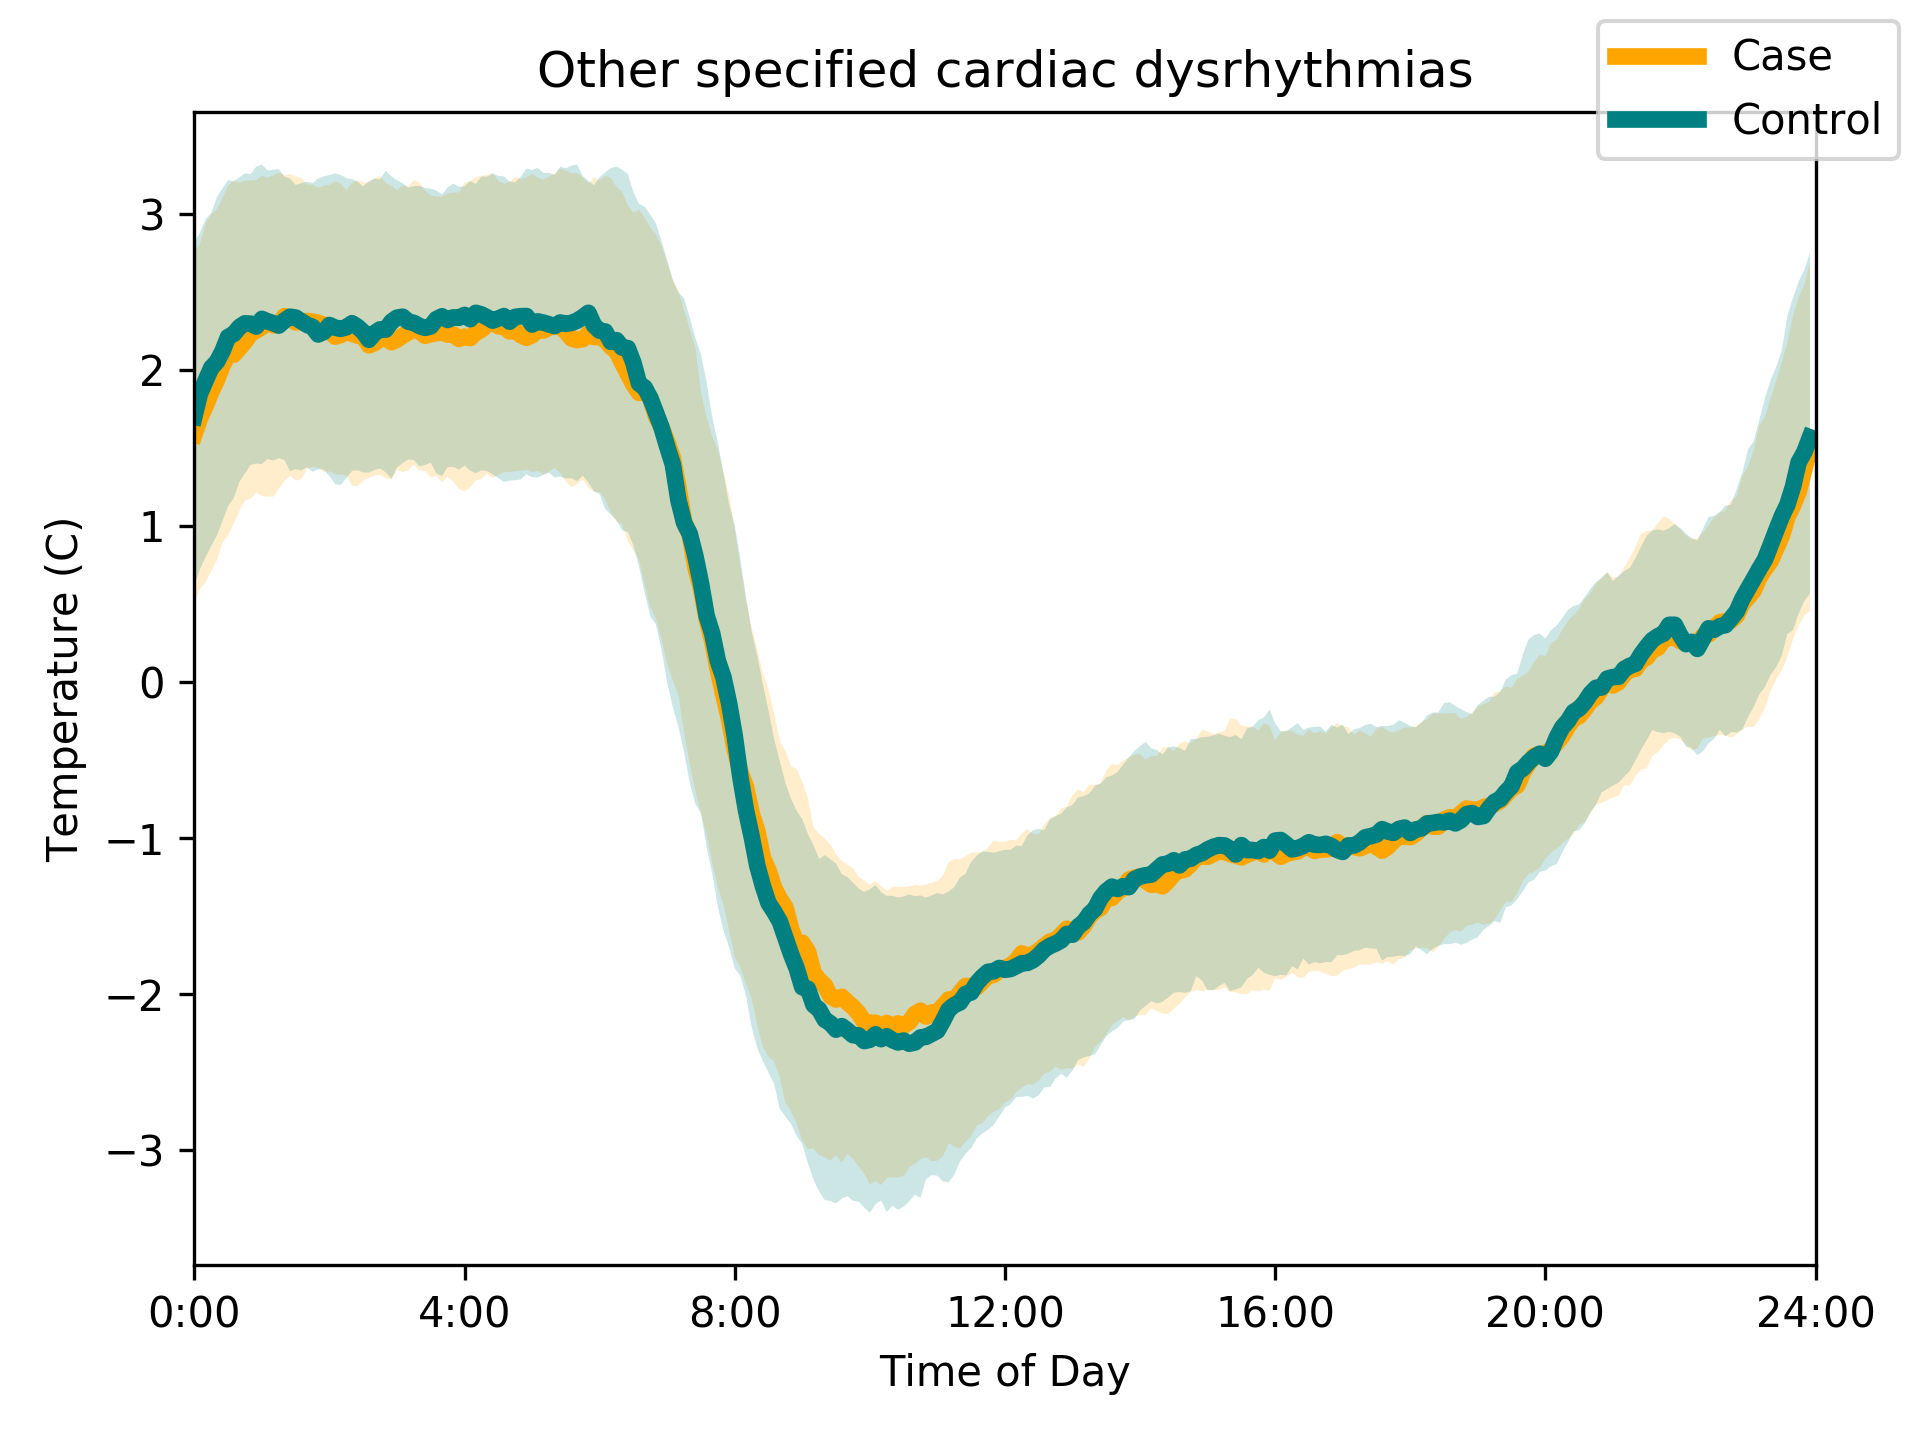 Other specified cardiac dysrhythmias
Case
Control
Temperature (C)
3
2
1
0
−1
−2
−3
0:00 4:00 8:00 12:00 16:00 20:00 24:00
Time of Day